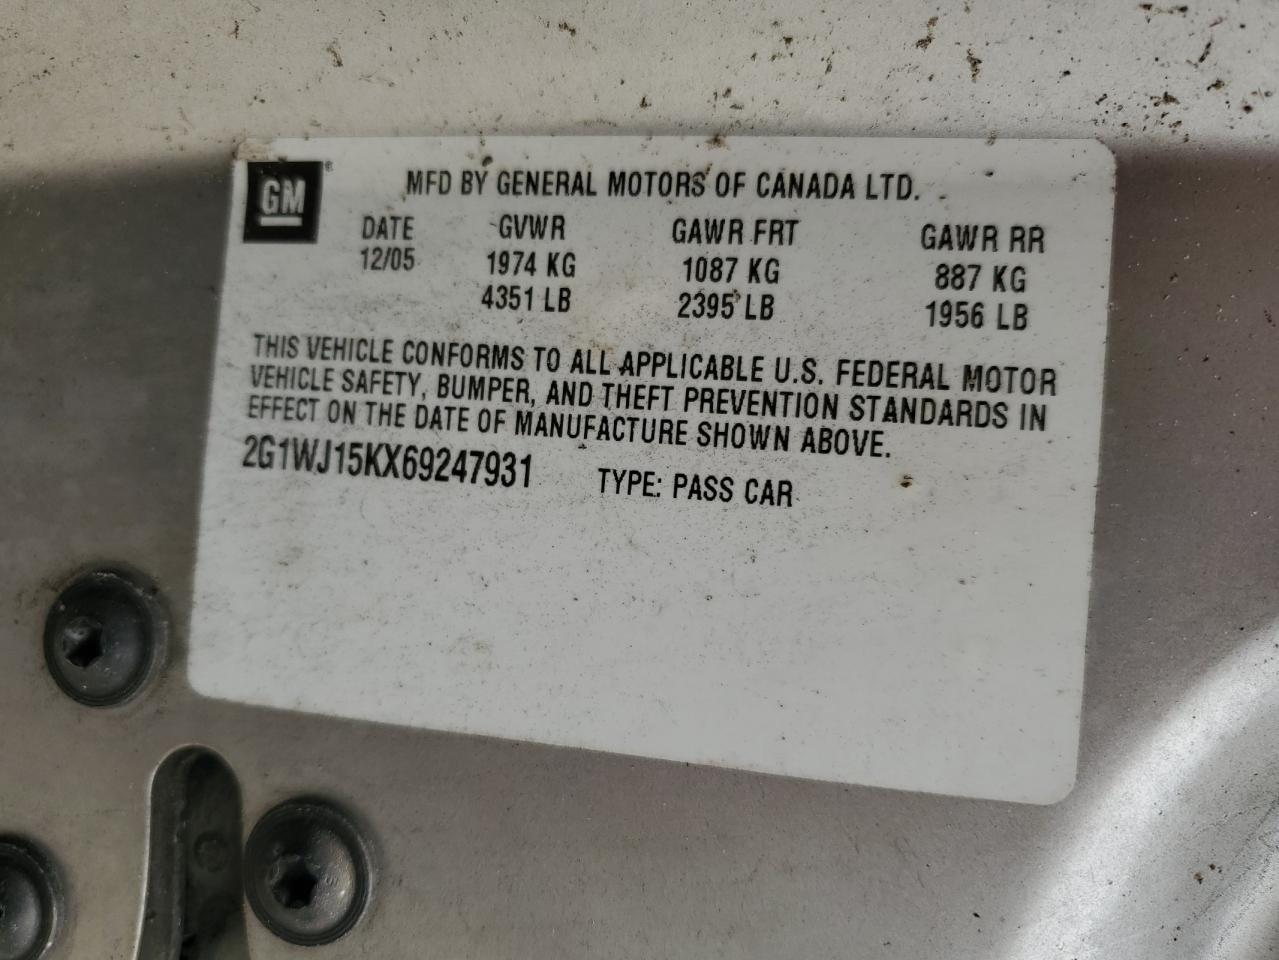 GM®
MFD BY GENERAL MOTORS OF CANADA LTD.
DATE GVWR GAWR FRT GAWR RR
12/05 1974 KG 1087 KG 887 KG
4351 LB 2395 LB 1956 LB
THIS VEHICLE CONFORMS TO ALL APPLICABLE U.S. FEDERAL MOTOR
VEHICLE SAFETY, BUMPER, AND THEFT PREVENTION STANDARDS IN
EFFECT ON THE DATE OF MANUFACTURE SHOWN ABOVE.
2G1WJ15KX69247931 TYPE: PASS CAR